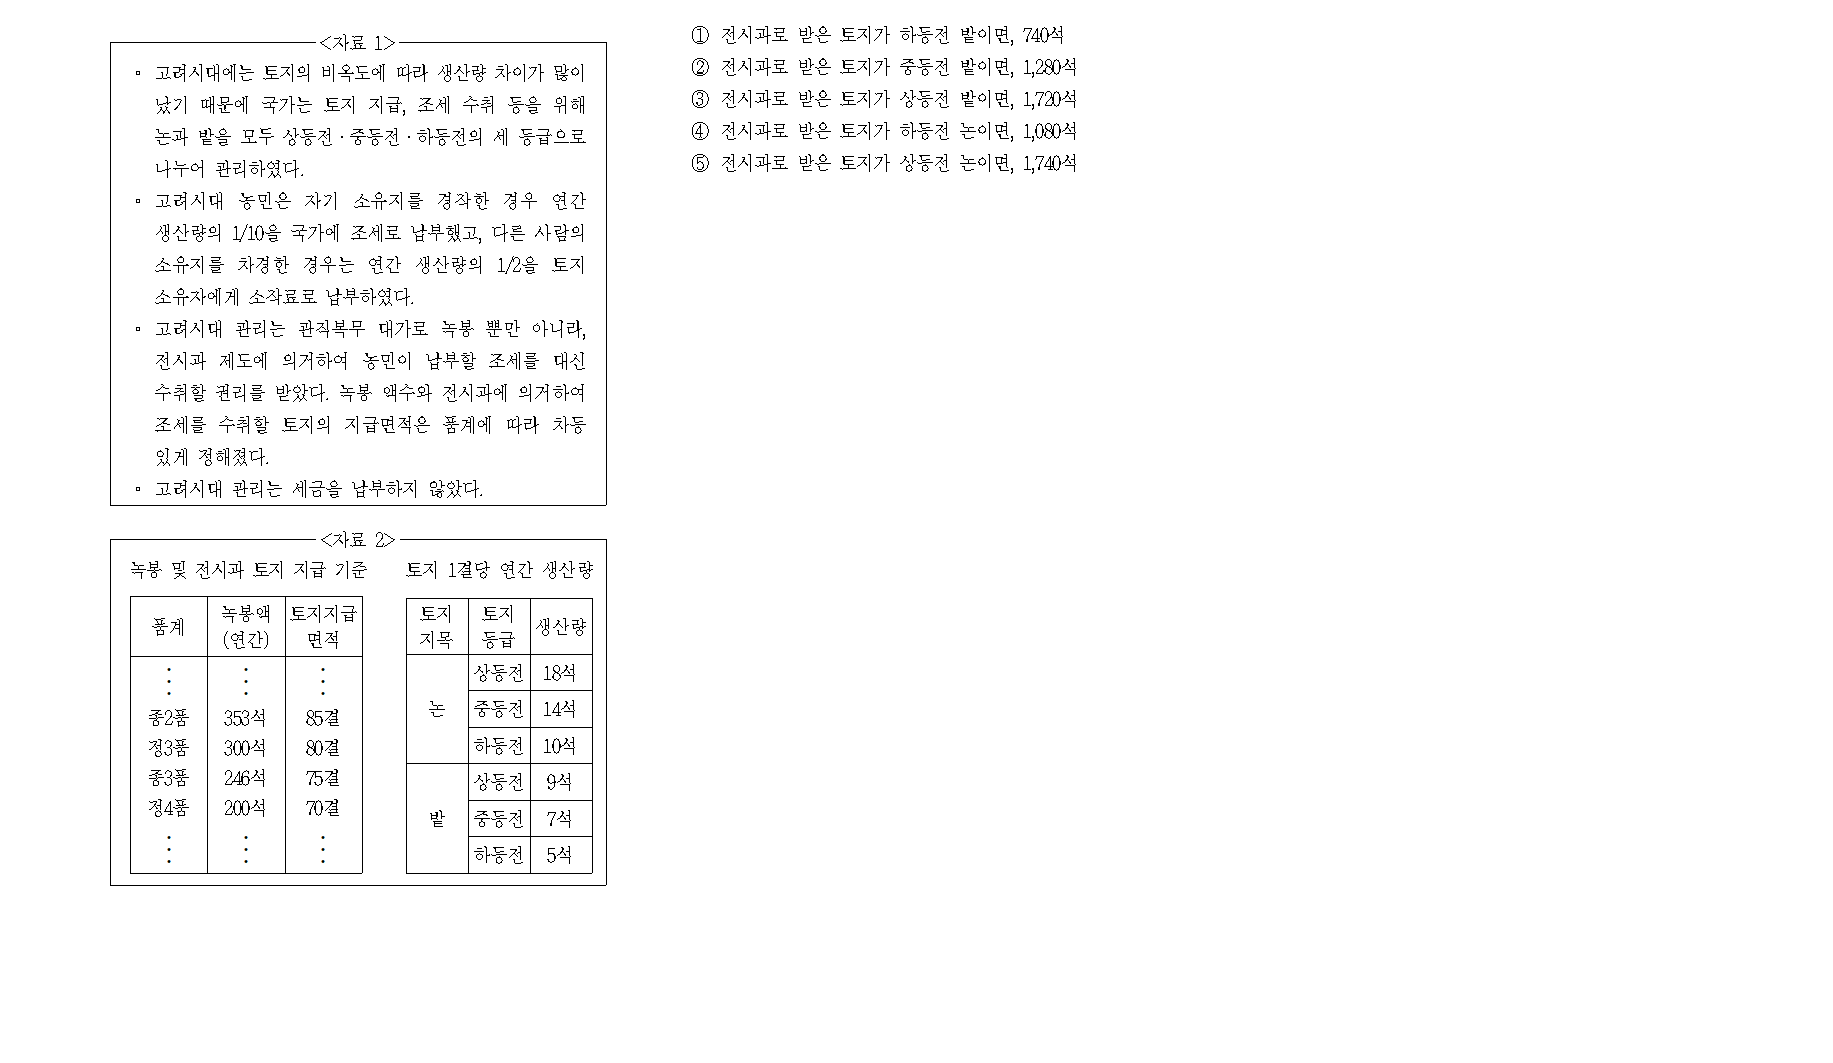 <자료 1>
▫ 고려시대에는 토지의 비옥도에 따라 생산량 차이가 많이
났기 때문에 국가는 토지 지급, 조세 수취 등을 위해
논과 밭을 모두 상등전·중등전·하등전의 세 등급으로
나누어 관리하였다.
▫ 고려시대 농민은 자기 소유지를 경작한 경우 연간
생산량의 1/10을 국가에 조세로 납부했고, 다른 사람의
소유지를 차경한 경우는 연간 생산량의 1/2을 토지
소유자에게 소작료로 납부하였다.
▫ 고려시대 관리는 관직복무 대가로 녹봉 뿐만 아니라,
전시과 제도에 의거하여 농민이 납부할 조세를 대신
수취할 권리를 받았다. 녹봉 액수와 전시과에 의거하여
조세를 수취할 토지의 지급면적은 품계에 따라 차등
있게 정해졌다.
▫ 고려시대 관리는 세금을 납부하지 않았다.
<자료 2>
녹봉 및 전시과 토지 지급 기준
품계 녹봉액 (연간) 토지지급 면적
⋮ ⋮ ⋮
종2품 353석 85결
정3품 300석 80결
종3품 246석 75결
정4품 200석 70결
⋮ ⋮ ⋮
토지 1결당 연간 생산량
토지 지목 토지 등급 생산량
논 상등전 18석
중등전 14석
하등전 10석
밭 상등전 9석
중등전 7석
하등전 5석
① 전시과로 받은 토지가 하등전 밭이면, 740석
② 전시과로 받은 토지가 중등전 밭이면, 1,280석
③ 전시과로 받은 토지가 상등전 밭이면, 1,720석
④ 전시과로 받은 토지가 하등전 논이면, 1,080석
⑤ 전시과로 받은 토지가 상등전 논이면, 1,740석